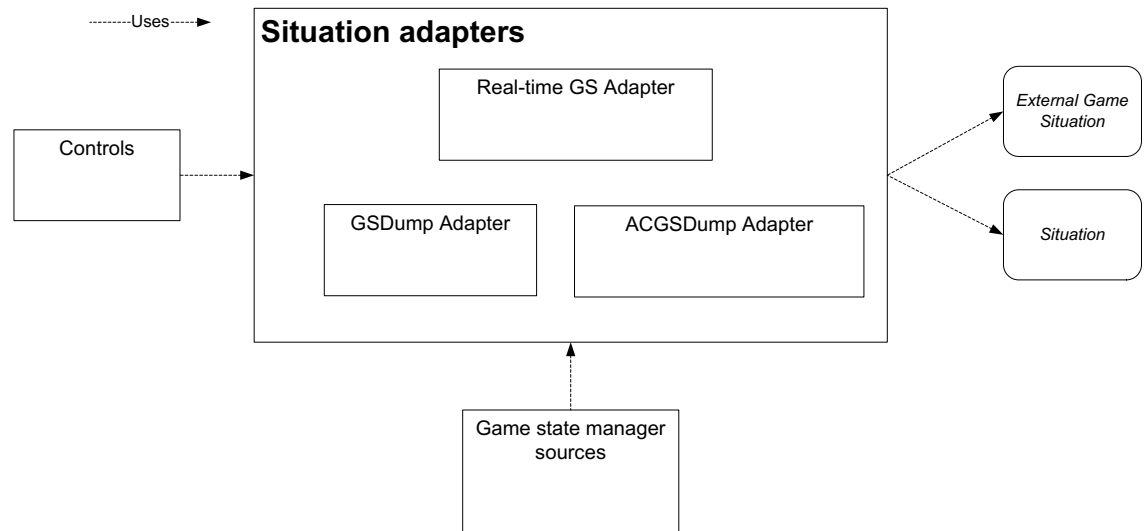 Uses
Situation adapters
Real-time GS Adapter
External Game
Situation
Controls
GSDump Adapter
ACGSDump Adapter
Situation
Game state manager
sources